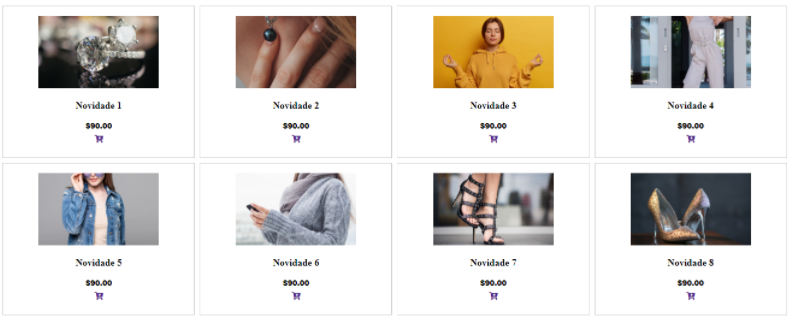 Novidade 1
$90.00
Novidade 2
$90.00
Novidade 3
$90.00
Novidade 4
$90.00
Novidade 5
$90.00
Novidade 6
$90.00
Novidade 7
$90.00
Novidade 8
$90.00